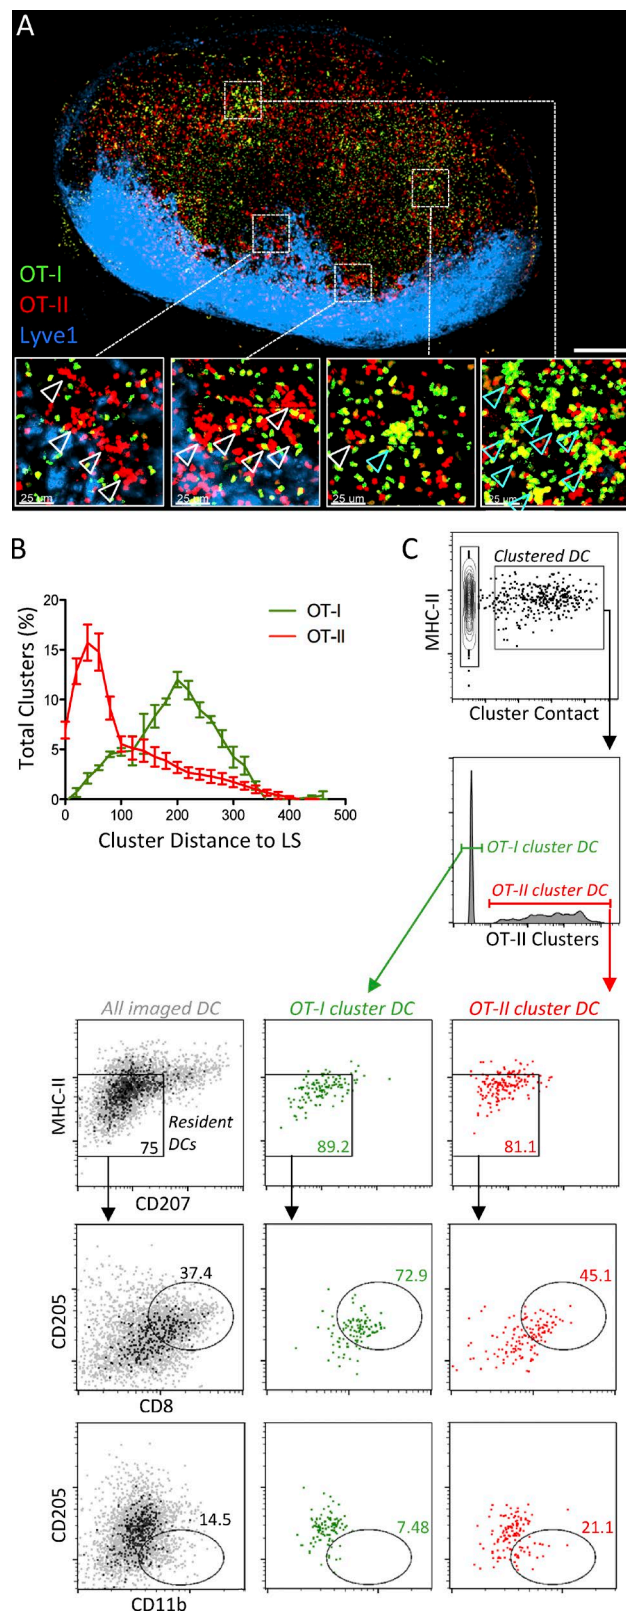 A
OT-I
OT-II
Lyve1
25 um
25 um
25 um
25 um
B
C
Clustered DC
MHC-II
Cluster Contact
OT-I
OT-II
Total Clusters (%)
20
15
10
5
0
0 100 200 300 400 500
Cluster Distance to LS
OT-I cluster DC
OT-II cluster DC
OT-II Clusters
All imaged DC
OT-I cluster DC
OT-II cluster DC
MHC-II
Resident
DCs
75
89.2
81.1
CD207
37.4
72.9
45.1
CD205
CD8
14.5
7.48
21.1
CD205
CD11b